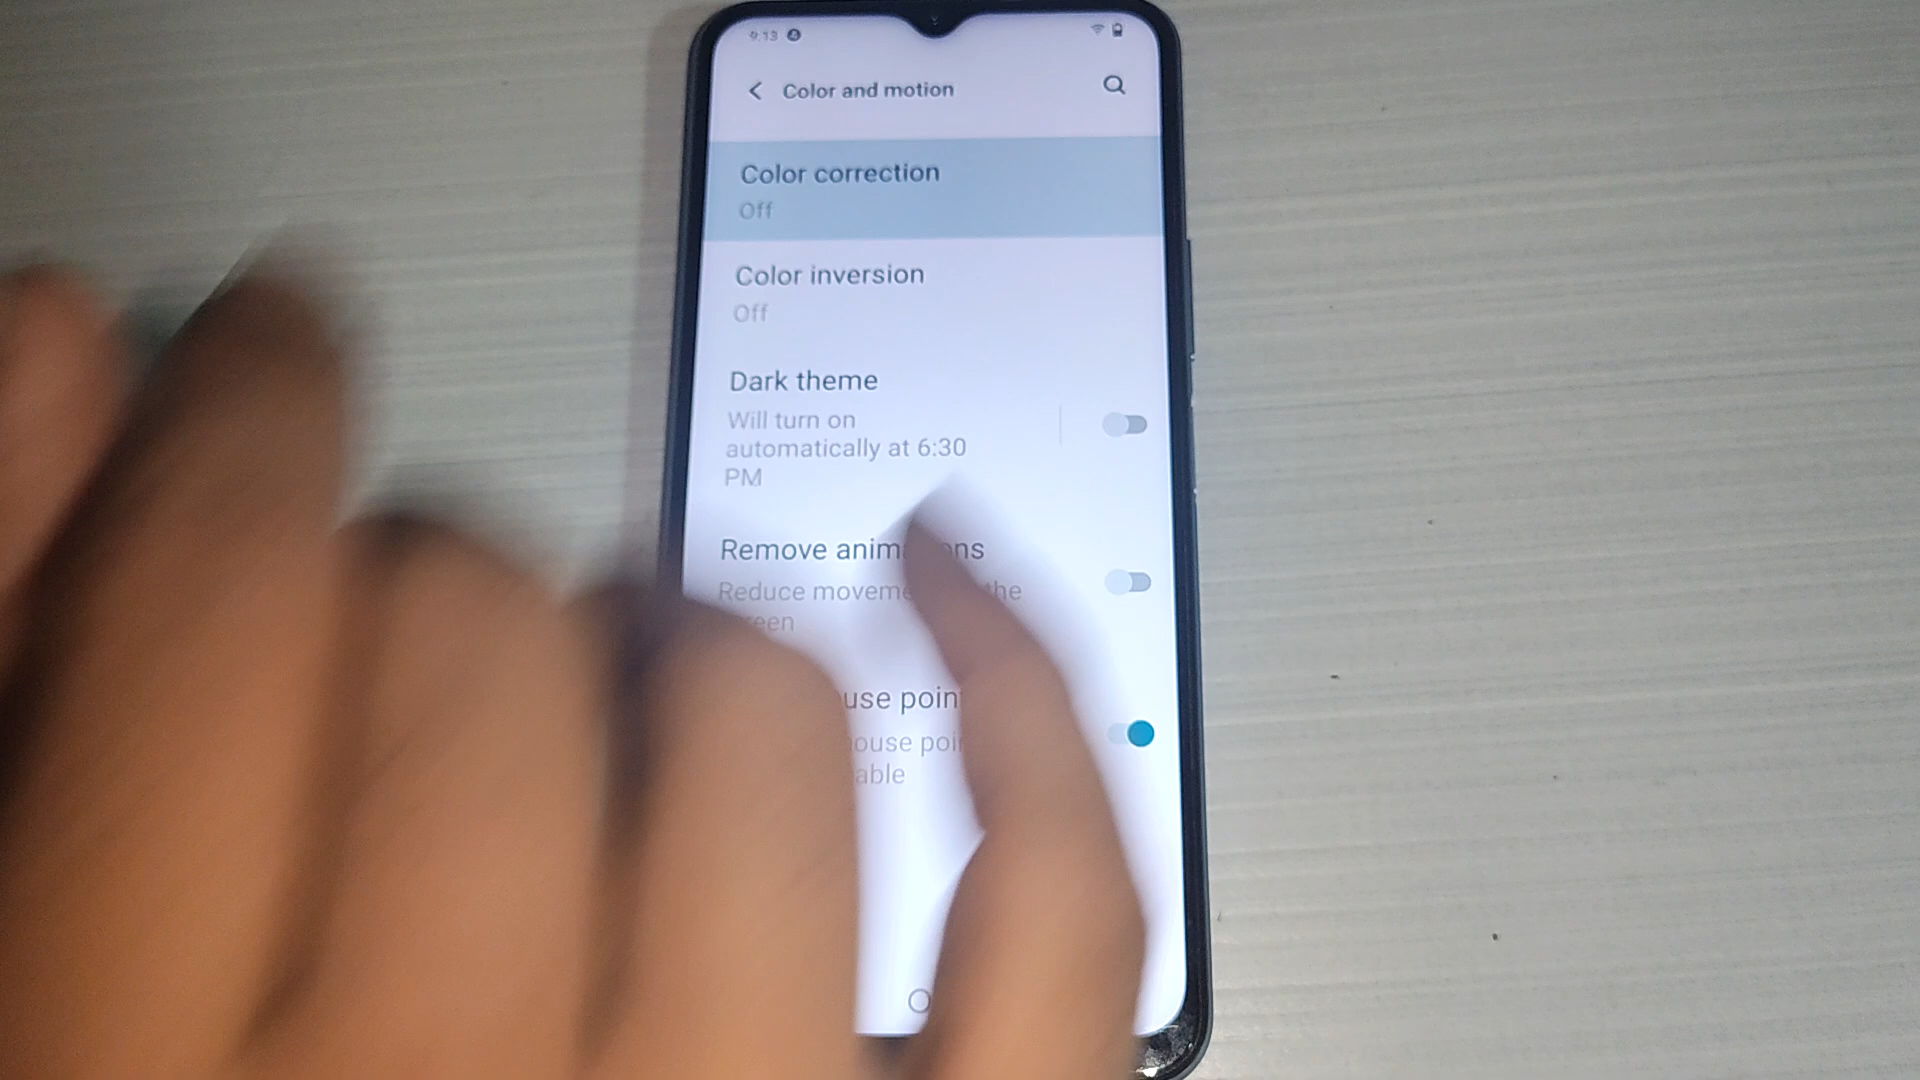 9:13
Color and motion
Color correction
Off
Color inversion
Off
Dark theme
Will turn on
automatically at 6:30
PM
Remove anim ns
Reduce moveme the
een
use poin
ouse poi
able